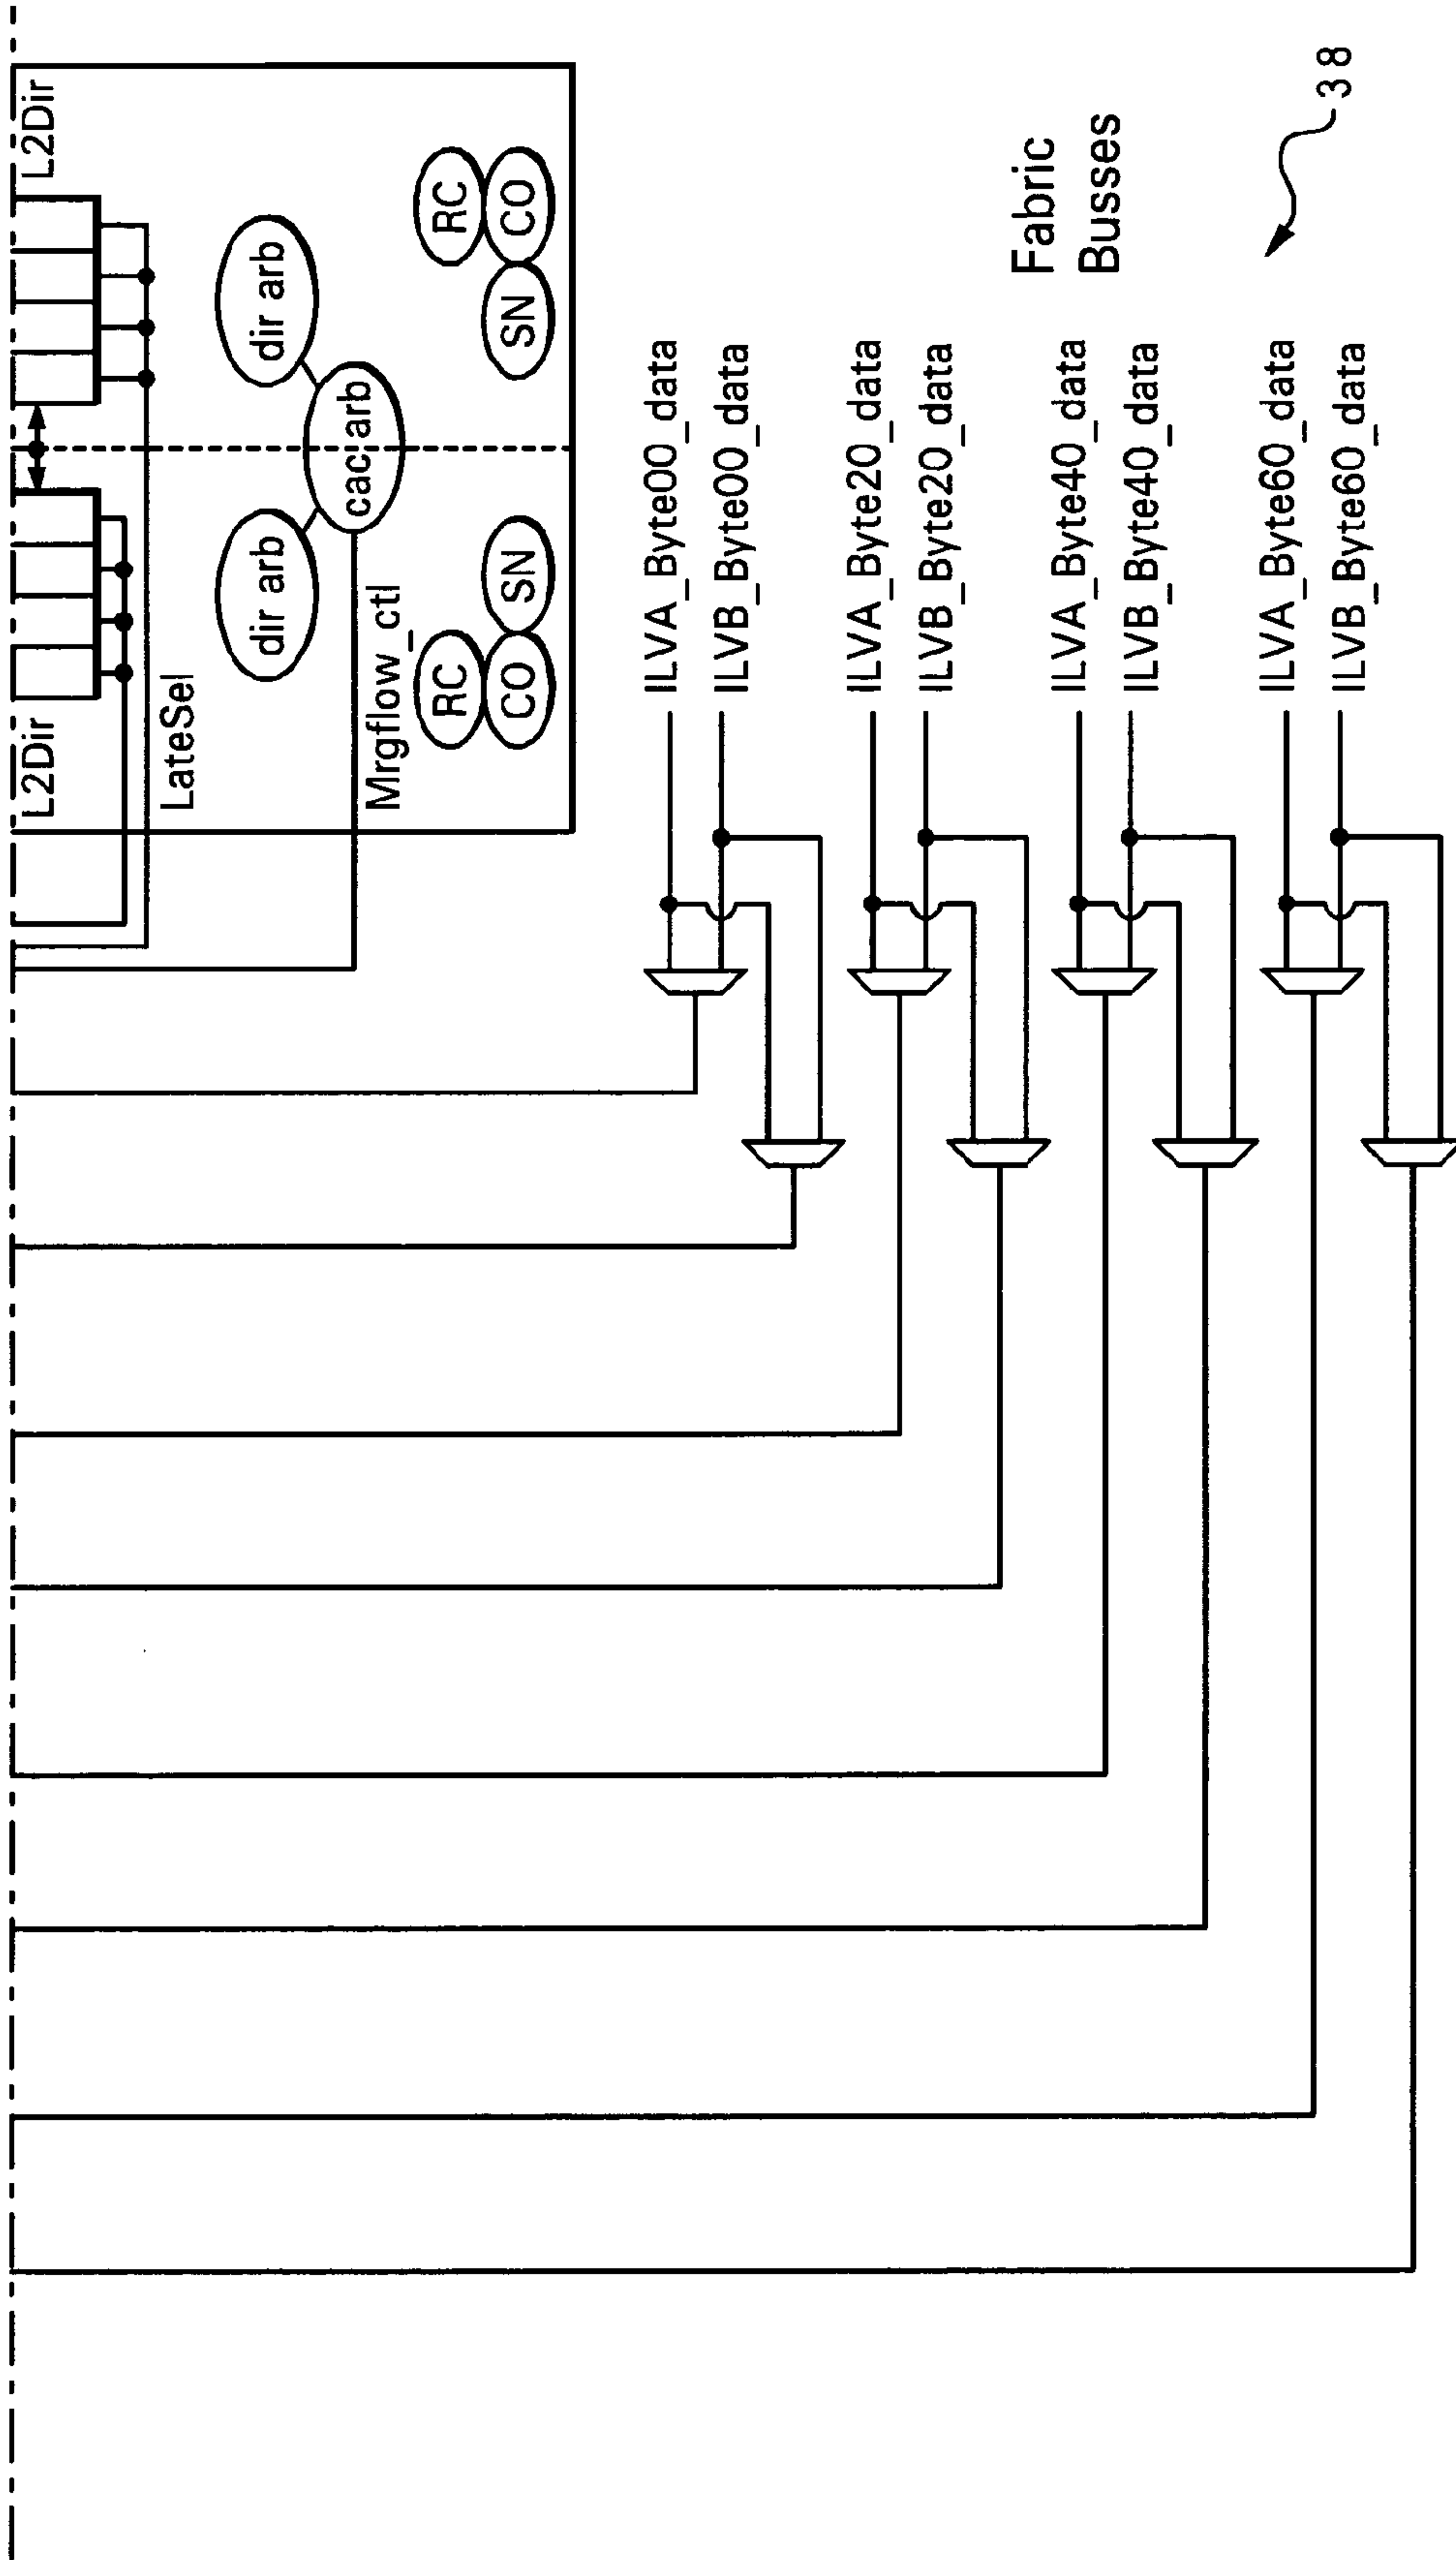 L2Dir
L2Dir
LateSel
dir arb
dir arb
cac arb
Mrgflow_ctl
RC
CO
SN
SN
RC
CO
ILVA_Byte00_data
ILVB_Byte00_data
ILVA_Byte20_data
ILVB_Byte20_data
ILVA_Byte40_data
ILVB_Byte40_data
ILVA_Byte60_data
ILVB_Byte60_data
Fabric
Busses
38